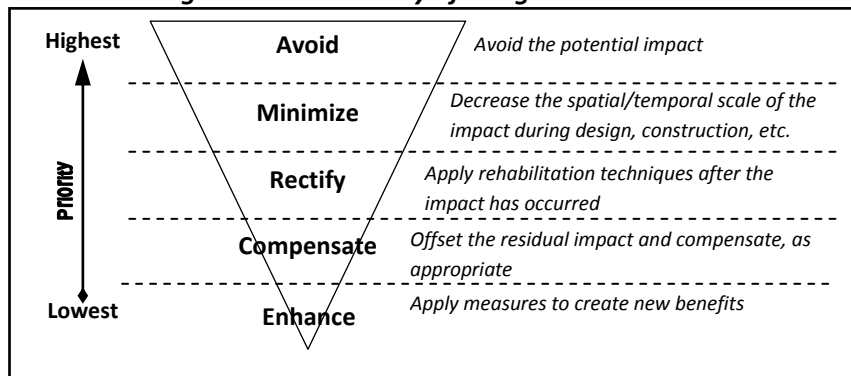 Highest
Avoid
Avoid the potential impact
Minimize
Decrease the spatial/temporal scale of the
impact during design, construction, etc.
Priority
Rectify
Apply rehabilitation techniques after the
impact has occurred
Compensate
Offset the residual impact and compensate, as
appropriate
Lowest
Enhance
Apply measures to create new benefits